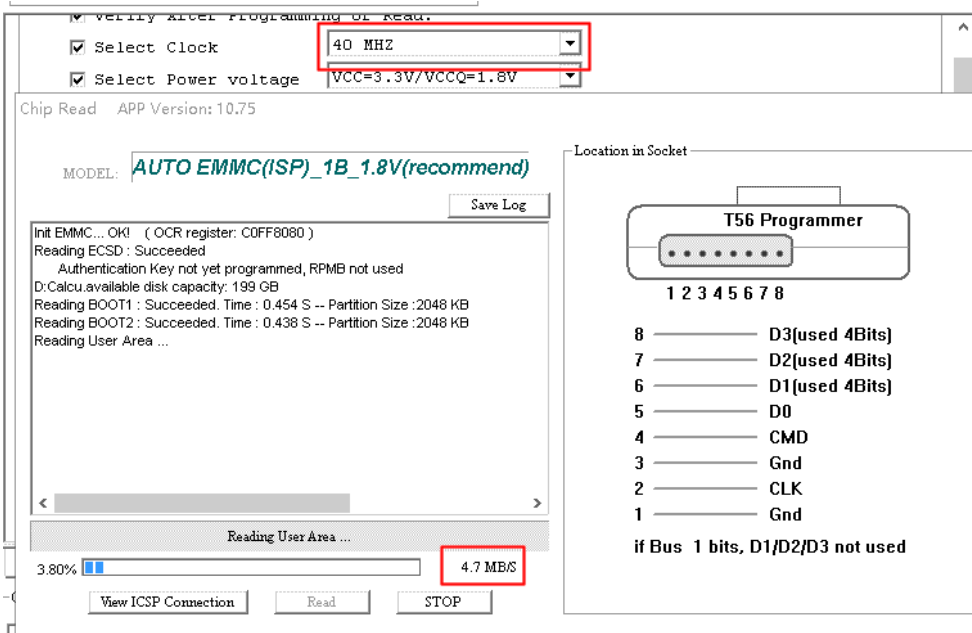 Verify After Programming or Read.
Select Clock
40 MHZ
Select Power voltage
VCC=3.3V/VCCQ=1.8V
Chip Read APP Version: 10.75
MODEL: AUTO EMMC(ISP)_1B_1.8V(recommend)
Save Log
Init EMMC... OK! ( OCR register: C0FF8080 )
Reading ECSD : Succeeded
Authentication Key not yet programmed, RPMB not used
D:Calcu.available disk capacity: 199 GB
Reading BOOT1 : Succeeded. Time : 0.454 S -- Partition Size :2048 KB
Reading BOOT2 : Succeeded. Time : 0.438 S -- Partition Size :2048 KB
Reading User Area ...
Reading User Area ...
3.80%
4.7 MB/S
View ICSP Connection
Read
STOP
Location in Socket
T56 Programmer
1 2 3 4 5 6 7 8
8 D3(used 4Bits)
7 D2(used 4Bits)
6 D1(used 4Bits)
5 D0
4 CMD
3 Gnd
2 CLK
1 Gnd
if Bus 1 bits, D1/D2/D3 not used